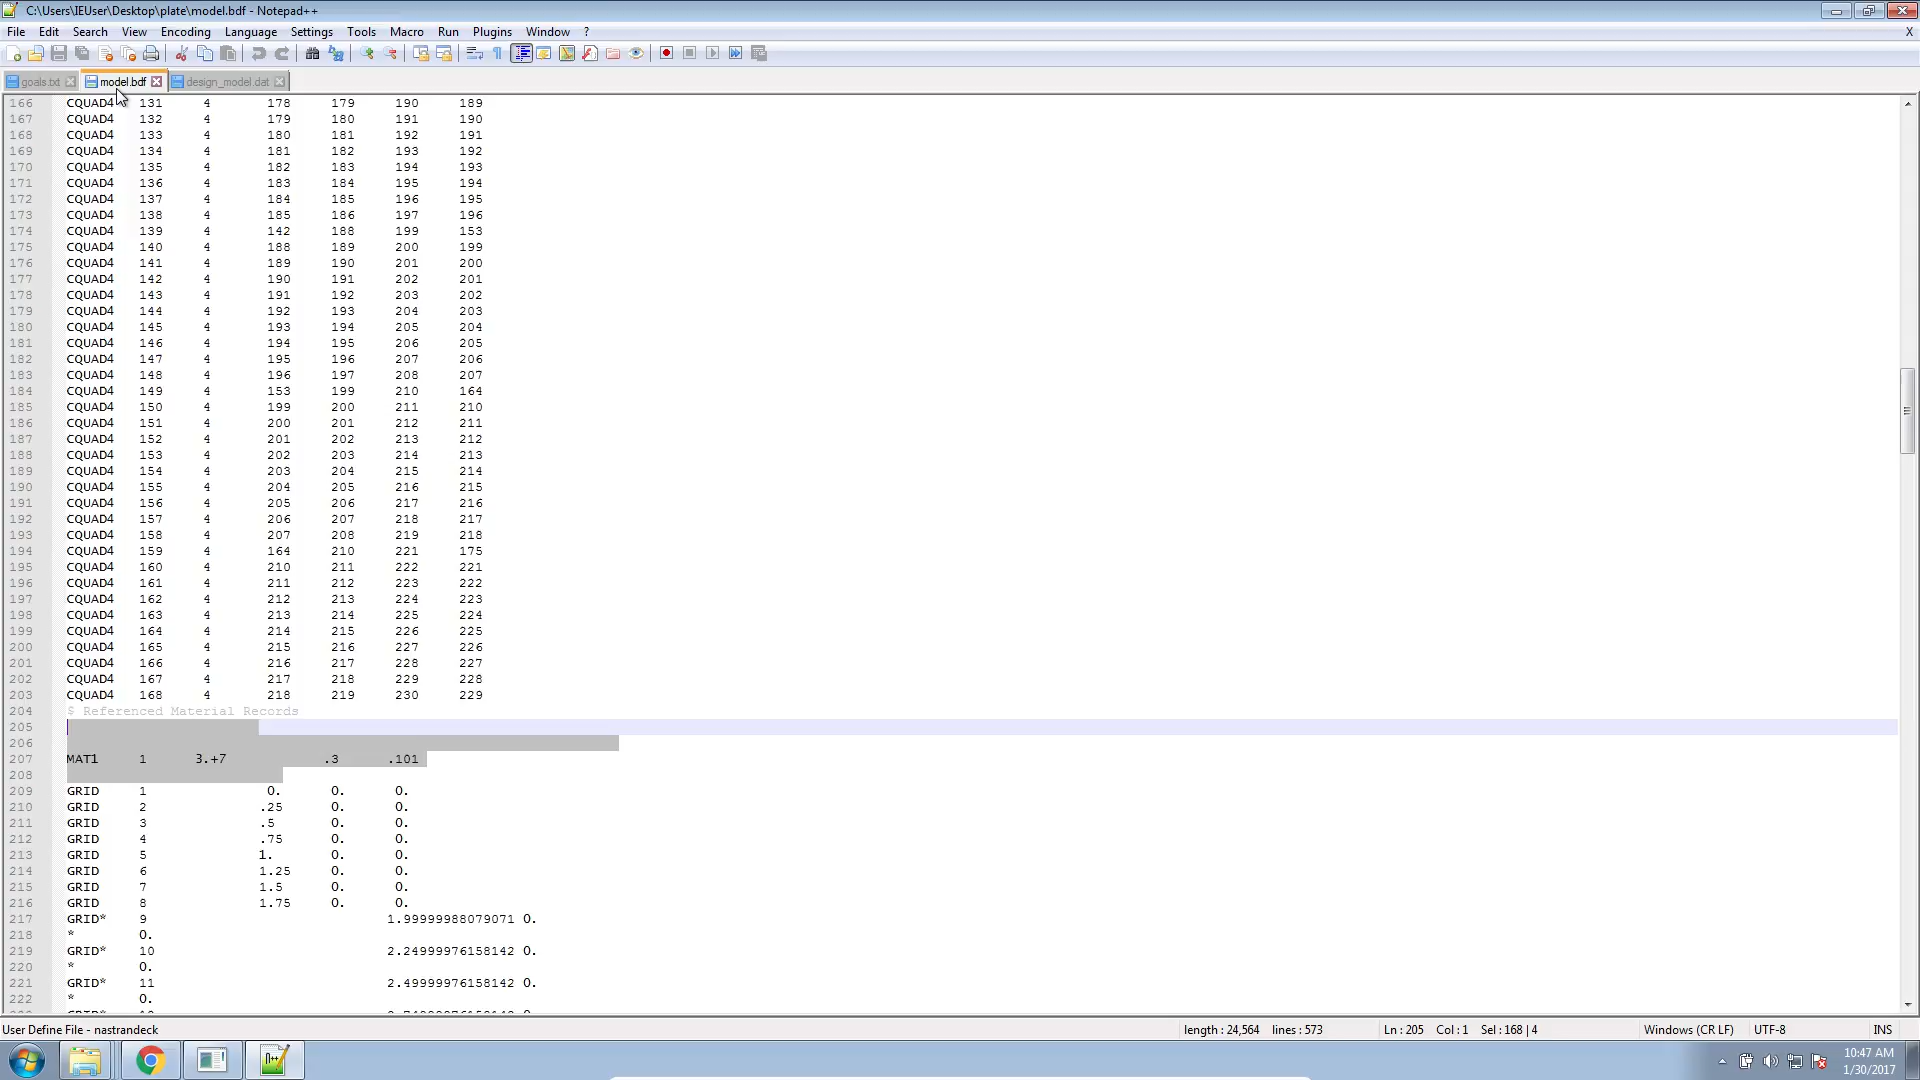 C:\Users\IEUser\Desktop\plate\model.bdf - Notepad++
File Edit Search View Encoding Language Settings Tools Macro Run Plugins Window ? X
goals.txt model.bdf design_model.dat
166 CQUAD4 131 4 178 179 190 189
167 CQUAD4 132 4 179 180 191 190
168 CQUAD4 133 4 180 181 192 191
169 CQUAD4 134 4 181 182 193 192
170 CQUAD4 135 4 182 183 194 193
171 CQUAD4 136 4 183 184 195 194
172 CQUAD4 137 4 184 185 196 195
173 CQUAD4 138 4 185 186 197 196
174 CQUAD4 139 4 142 188 199 153
175 CQUAD4 140 4 188 189 200 199
176 CQUAD4 141 4 189 190 201 200
177 CQUAD4 142 4 190 191 202 201
178 CQUAD4 143 4 191 192 203 202
179 CQUAD4 144 4 192 193 204 203
180 CQUAD4 145 4 193 194 205 204
181 CQUAD4 146 4 194 195 206 205
182 CQUAD4 147 4 195 196 207 206
183 CQUAD4 148 4 196 197 208 207
184 CQUAD4 149 4 153 199 210 164
185 CQUAD4 150 4 199 200 211 210
186 CQUAD4 151 4 200 201 212 211
187 CQUAD4 152 4 201 202 213 212
188 CQUAD4 153 4 202 203 214 213
189 CQUAD4 154 4 203 204 215 214
190 CQUAD4 155 4 204 205 216 215
191 CQUAD4 156 4 205 206 217 216
192 CQUAD4 157 4 206 207 218 217
193 CQUAD4 158 4 207 208 219 218
194 CQUAD4 159 4 164 210 221 175
195 CQUAD4 160 4 210 211 222 221
196 CQUAD4 161 4 211 212 223 222
197 CQUAD4 162 4 212 213 224 223
198 CQUAD4 163 4 213 214 225 224
199 CQUAD4 164 4 214 215 226 225
200 CQUAD4 165 4 215 216 227 226
201 CQUAD4 166 4 216 217 228 227
202 CQUAD4 167 4 217 218 229 228
203 CQUAD4 168 4 218 219 230 229
204 $ Referenced Material Records
205
206
207 MAT1 1 3.+7 .3 .101
208
209 GRID 1 0. 0. 0.
210 GRID 2 .25 0. 0.
211 GRID 3 .5 0. 0.
212 GRID 4 .75 0. 0.
213 GRID 5 1. 0. 0.
214 GRID 6 1.25 0. 0.
215 GRID 7 1.5 0. 0.
216 GRID 8 1.75 0. 0.
217 GRID* 9 1.99999988079071 0.
218 * 0.
219 GRID* 10 2.24999976158142 0.
220 * 0.
221 GRID* 11 2.49999976158142 0.
222 * 0.
User Define File - nastrandeck length : 24,564 lines : 573 Ln : 205 Col : 1 Sel : 168 | 4 Windows (CR LF) UTF-8 INS
10:47 AM
1/30/2017